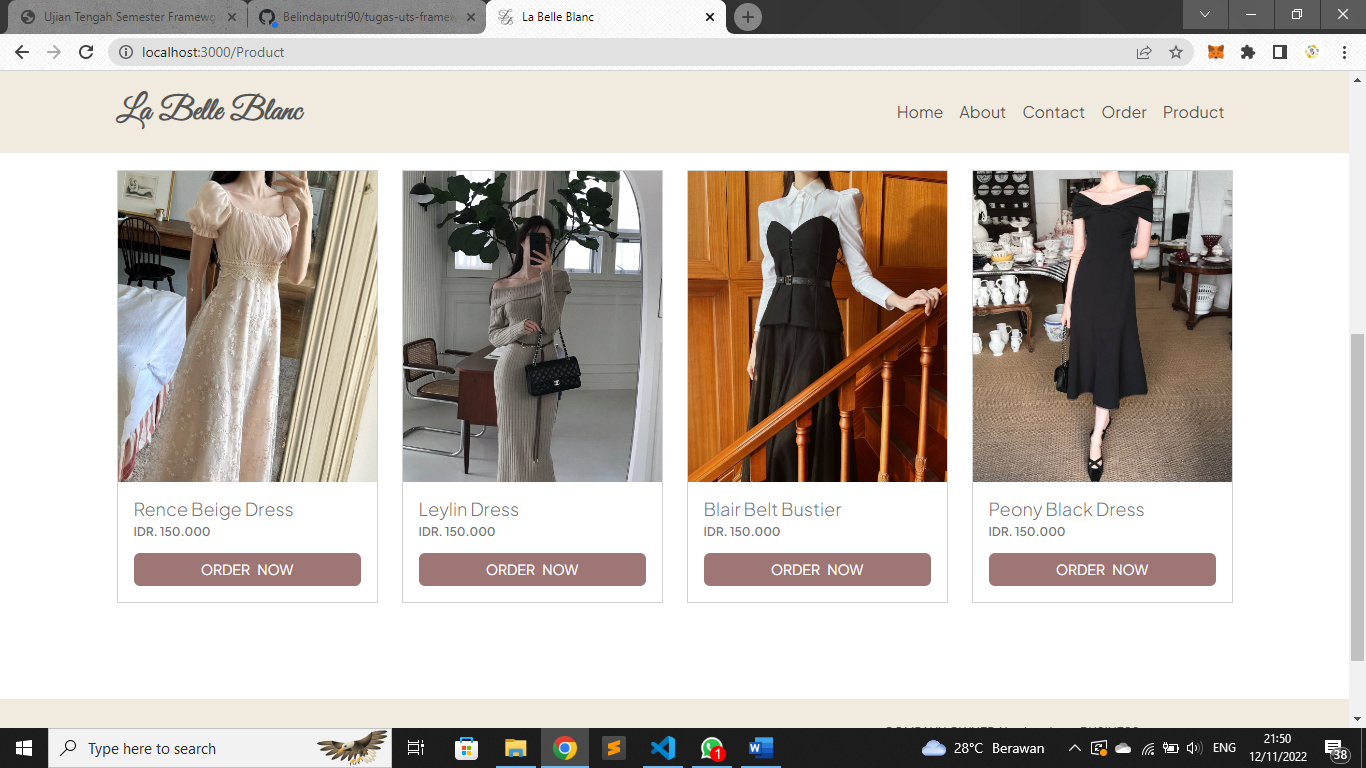 Ujian Tengah Semester Framewo
Belindaputri90/tugas-uts-framew
La Belle Blanc
localhost:3000/Product
La Belle Blanc
Home About Contact Order Product
Rence Beige Dress
IDR. 150.000
ORDER NOW
Leylin Dress
IDR. 150.000
ORDER NOW
Blair Belt Bustier
IDR. 150.000
ORDER NOW
Peony Black Dress
IDR. 150.000
ORDER NOW
Type here to search
1
28°C Berawan
ENG
21:50
12/11/2022
38